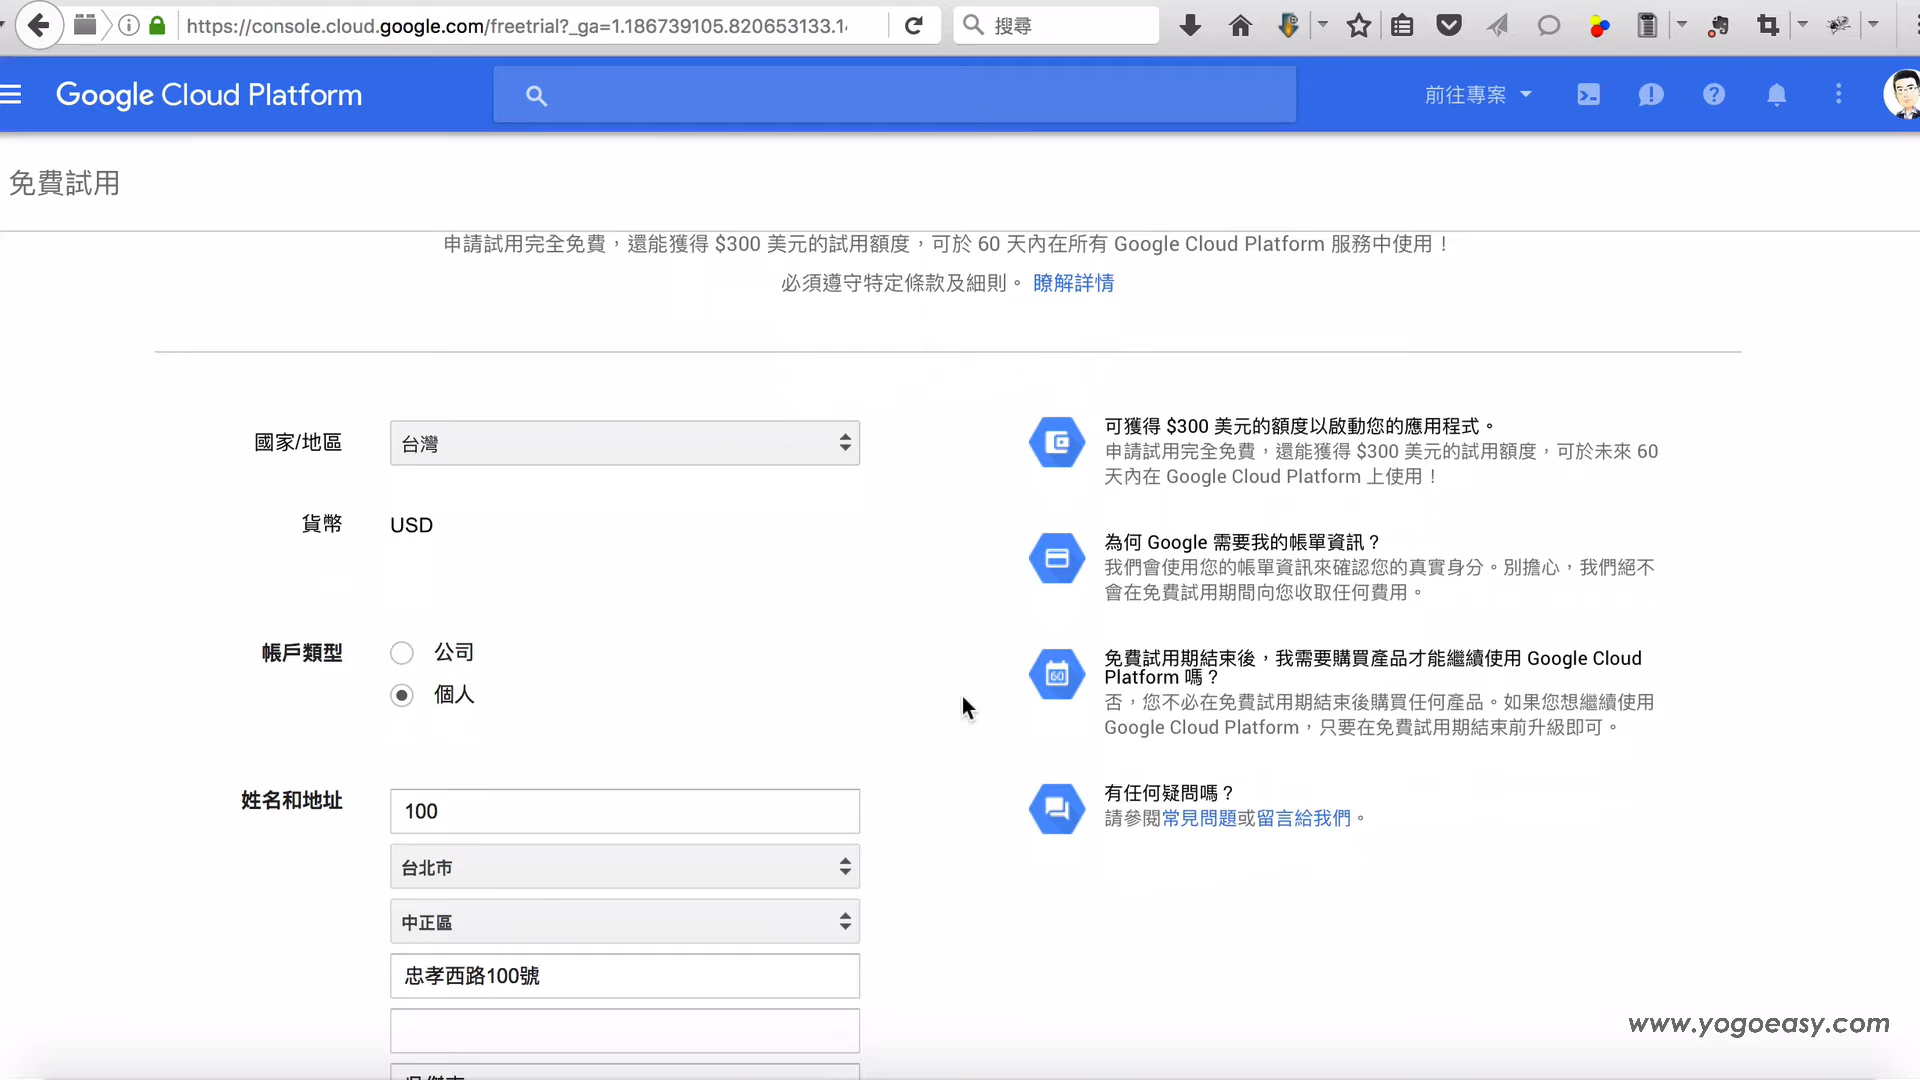 https://console.cloud.google.com/freetrial?_ga=1.186739105.820653133.1
搜尋
Google Cloud Platform
前往專案
免費試用
申請試用完全免費，還能獲得 $300 美元的試用額度，可於 60 天內在所有 Google Cloud Platform 服務中使用！
必須遵守特定條款及細則。 瞭解詳情
國家/地區
台灣
貨幣
USD
帳戶類型
公司
個人
姓名和地址
100
台北市
中正區
忠孝西路100號
可獲得 $300 美元的額度以啟動您的應用程式。
申請試用完全免費，還能獲得 $300 美元的試用額度，可於未來 60
天內在 Google Cloud Platform 上使用！
為何 Google 需要我的帳單資訊？
我們會使用您的帳單資訊來確認您的真實身分。別擔心，我們絕不
會在免費試用期間向您收取任何費用。
60
免費試用期結束後，我需要購買產品才能繼續使用 Google Cloud
Platform 嗎？
否，您不必在免費試用期結束後購買任何產品。如果您想繼續使用
Google Cloud Platform，只要在免費試用期結束前升級即可。
有任何疑問嗎？
請參閱常見問題或留言給我們。
www.yogoeasy.com